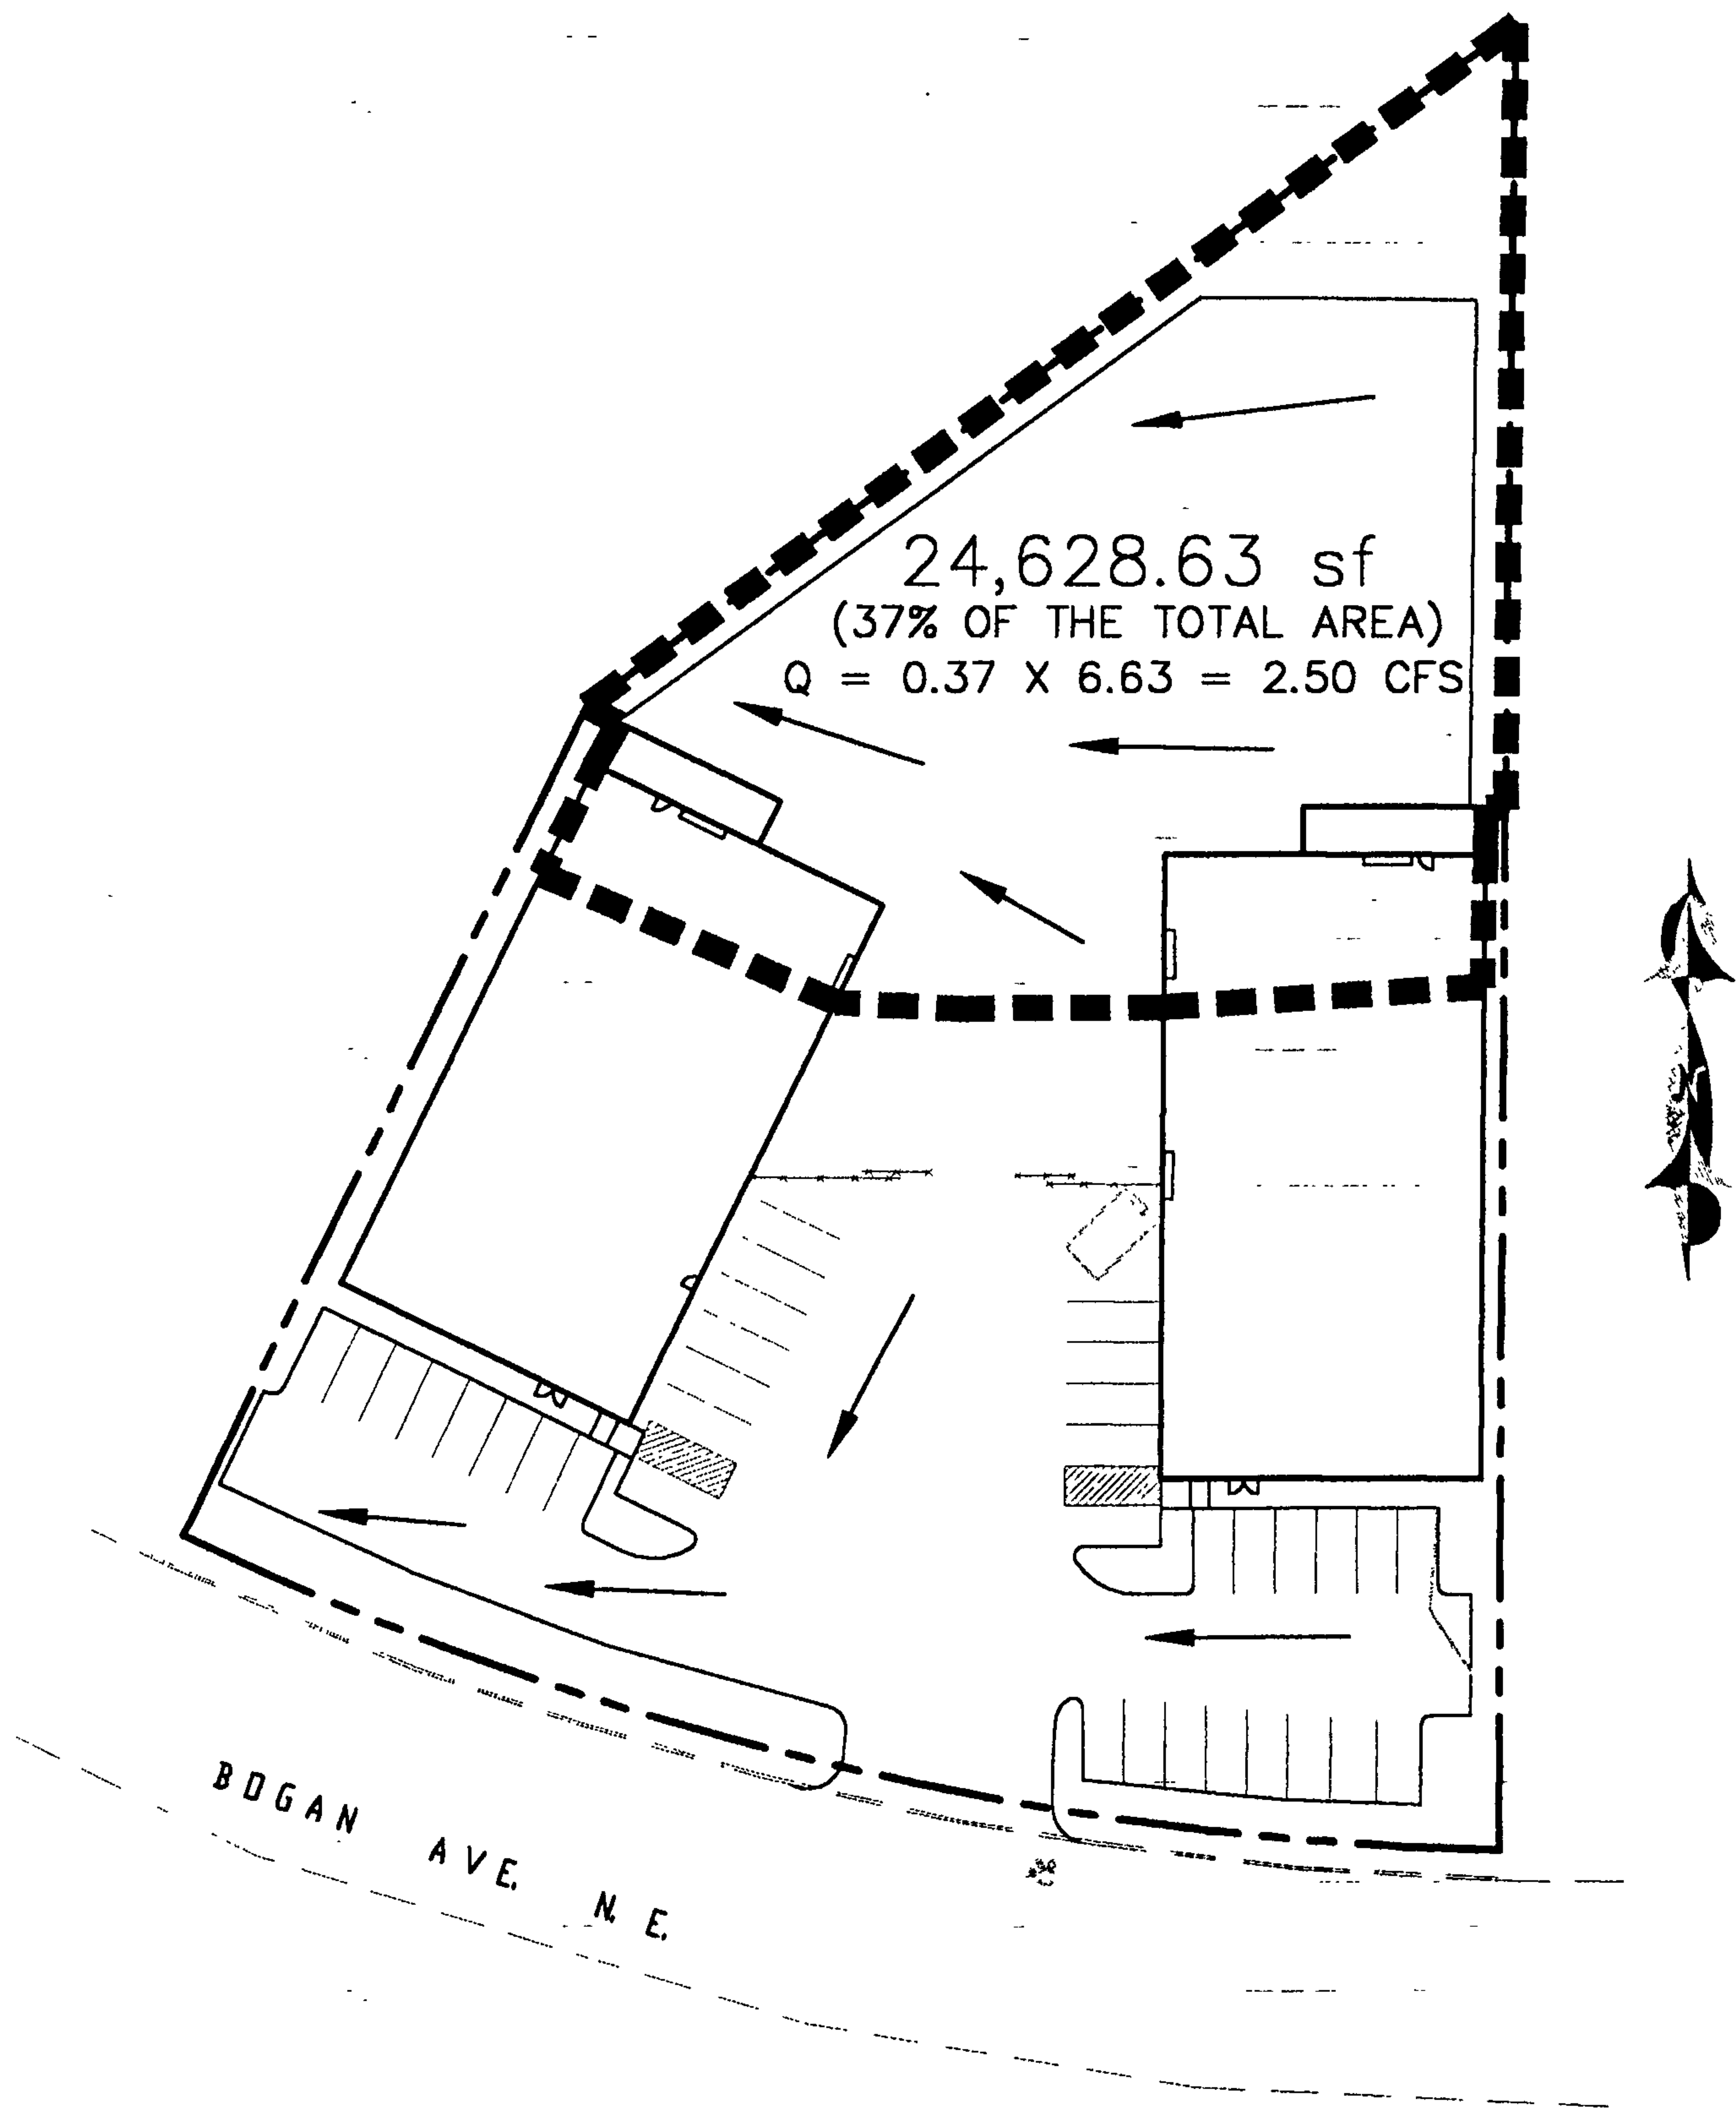 24,628.63 sf
(37% OF THE TOTAL AREA)
Q = 0.37 X 6.63 = 2.50 CFS
BOGAN AVE. N.E.